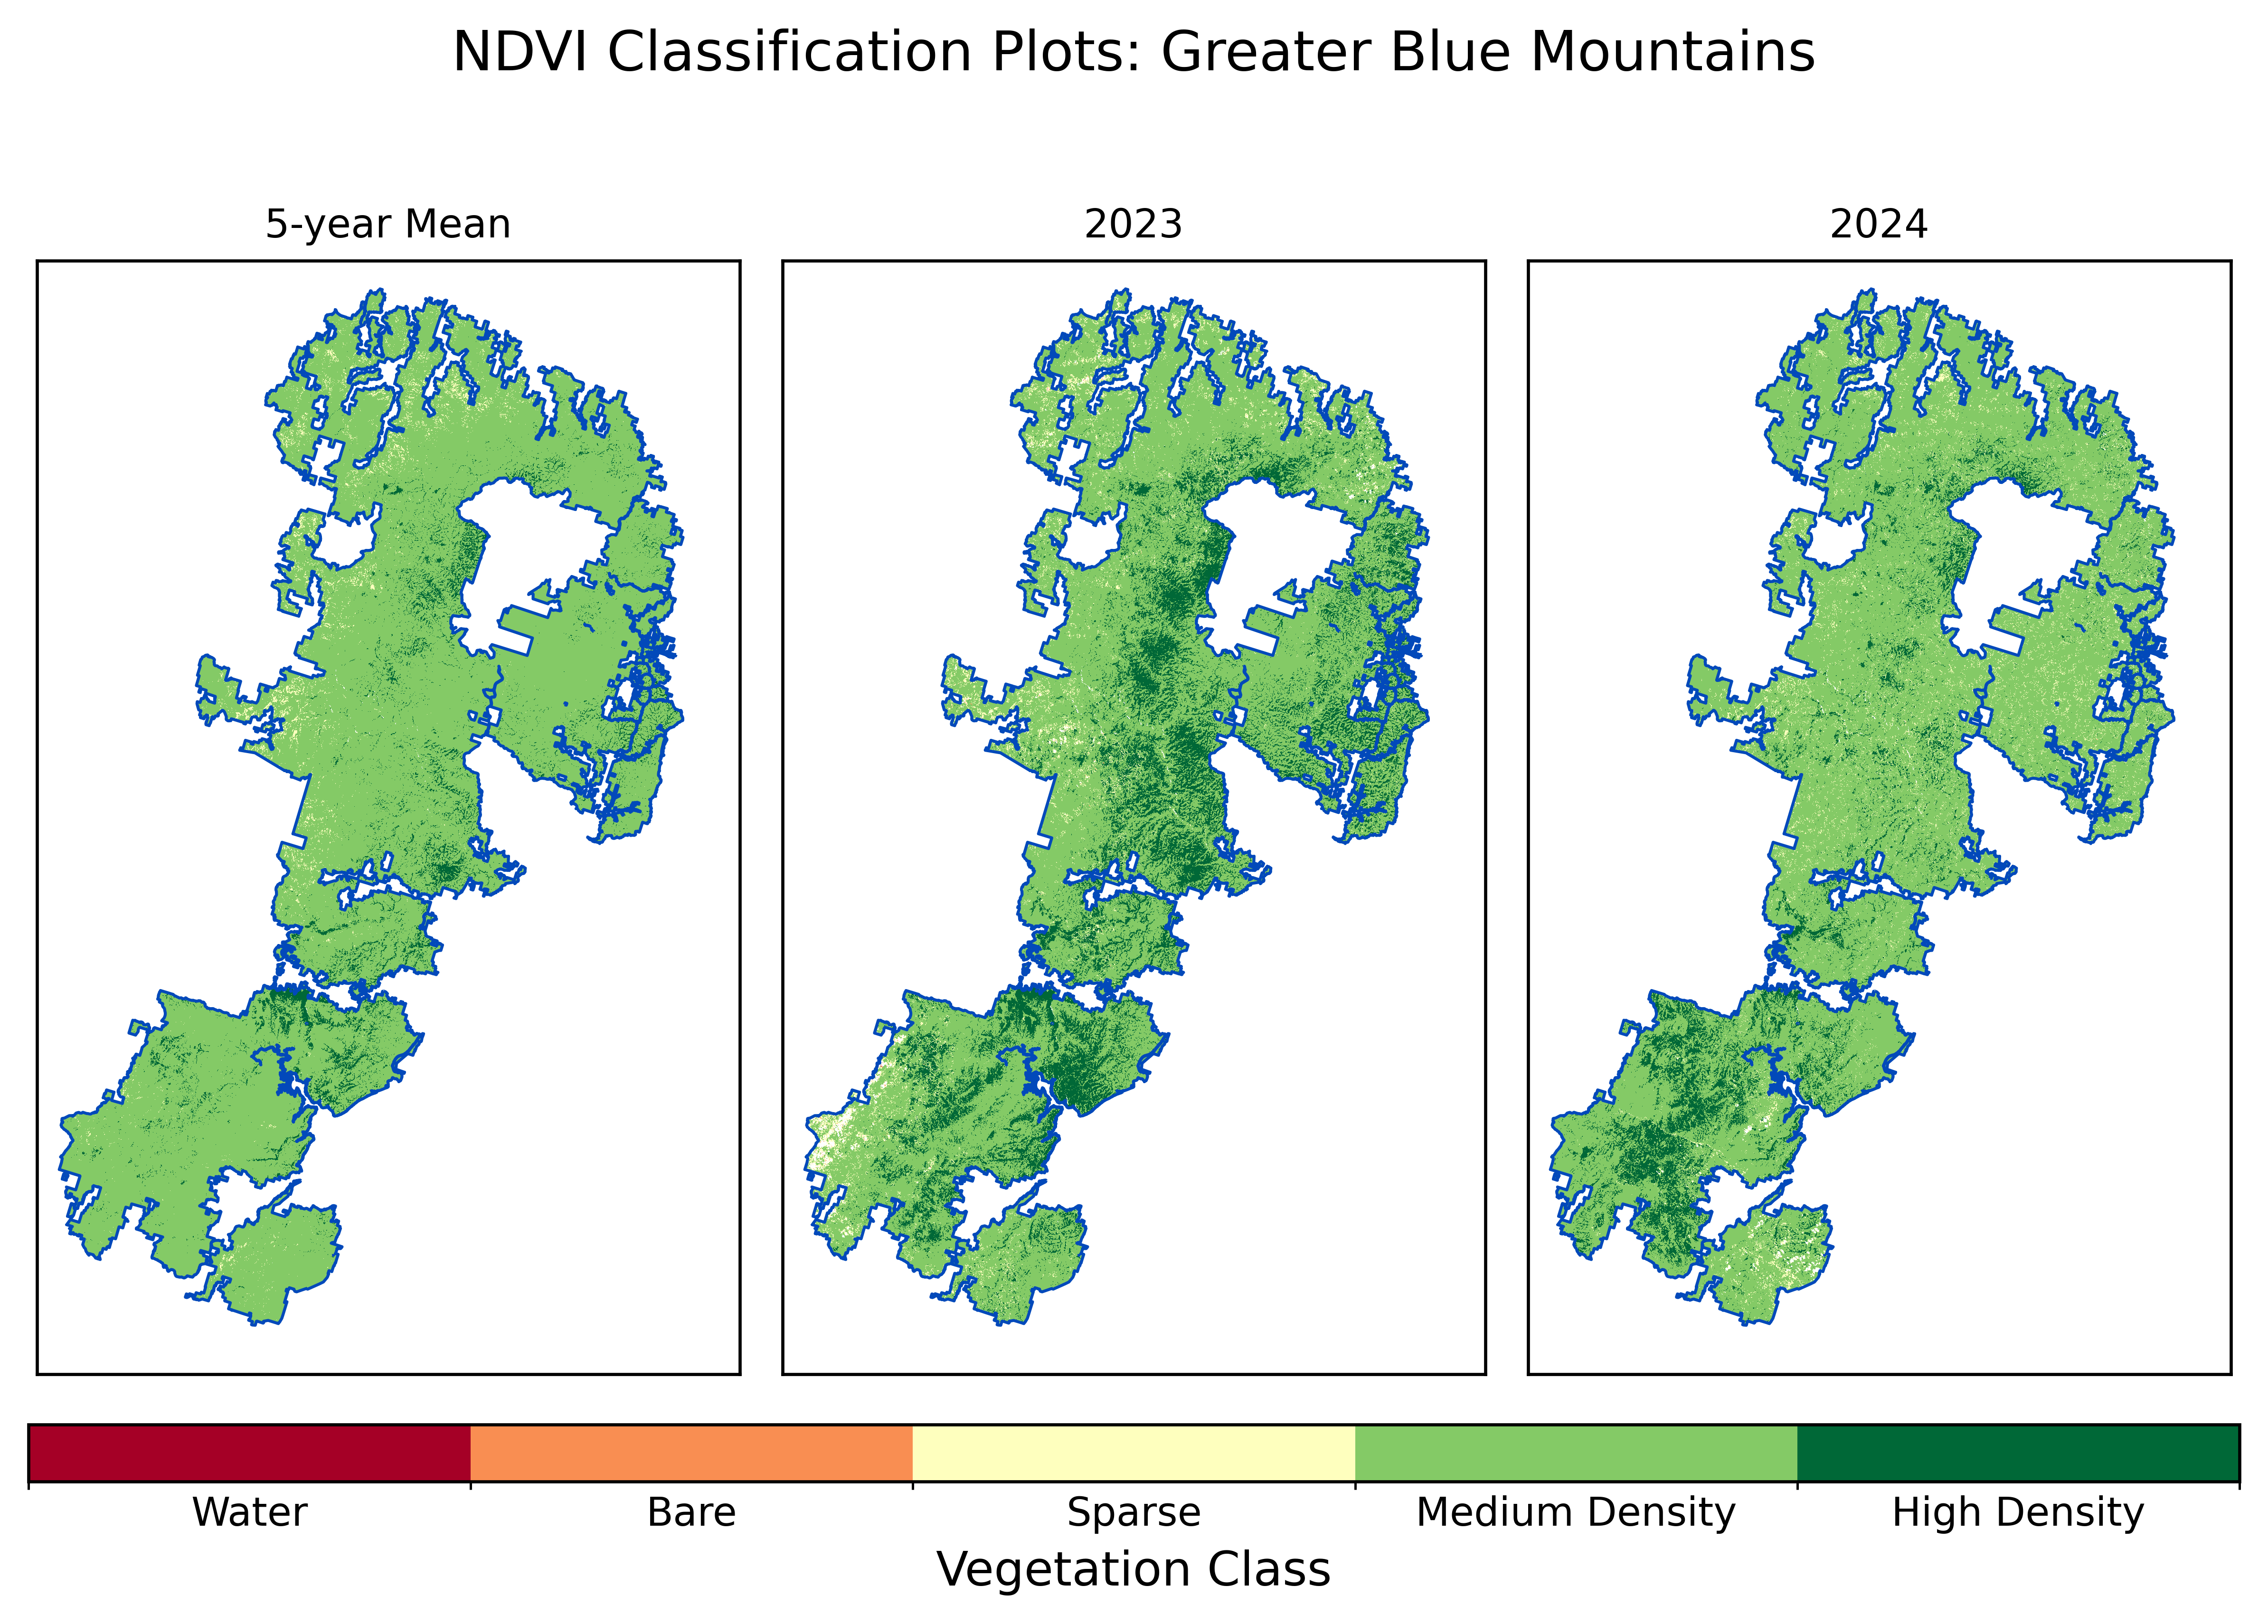 NDVI Classification Plots: Greater Blue Mountains
5-year Mean
2023
2024
Water
Bare
Sparse
Medium Density
High Density
Vegetation Class